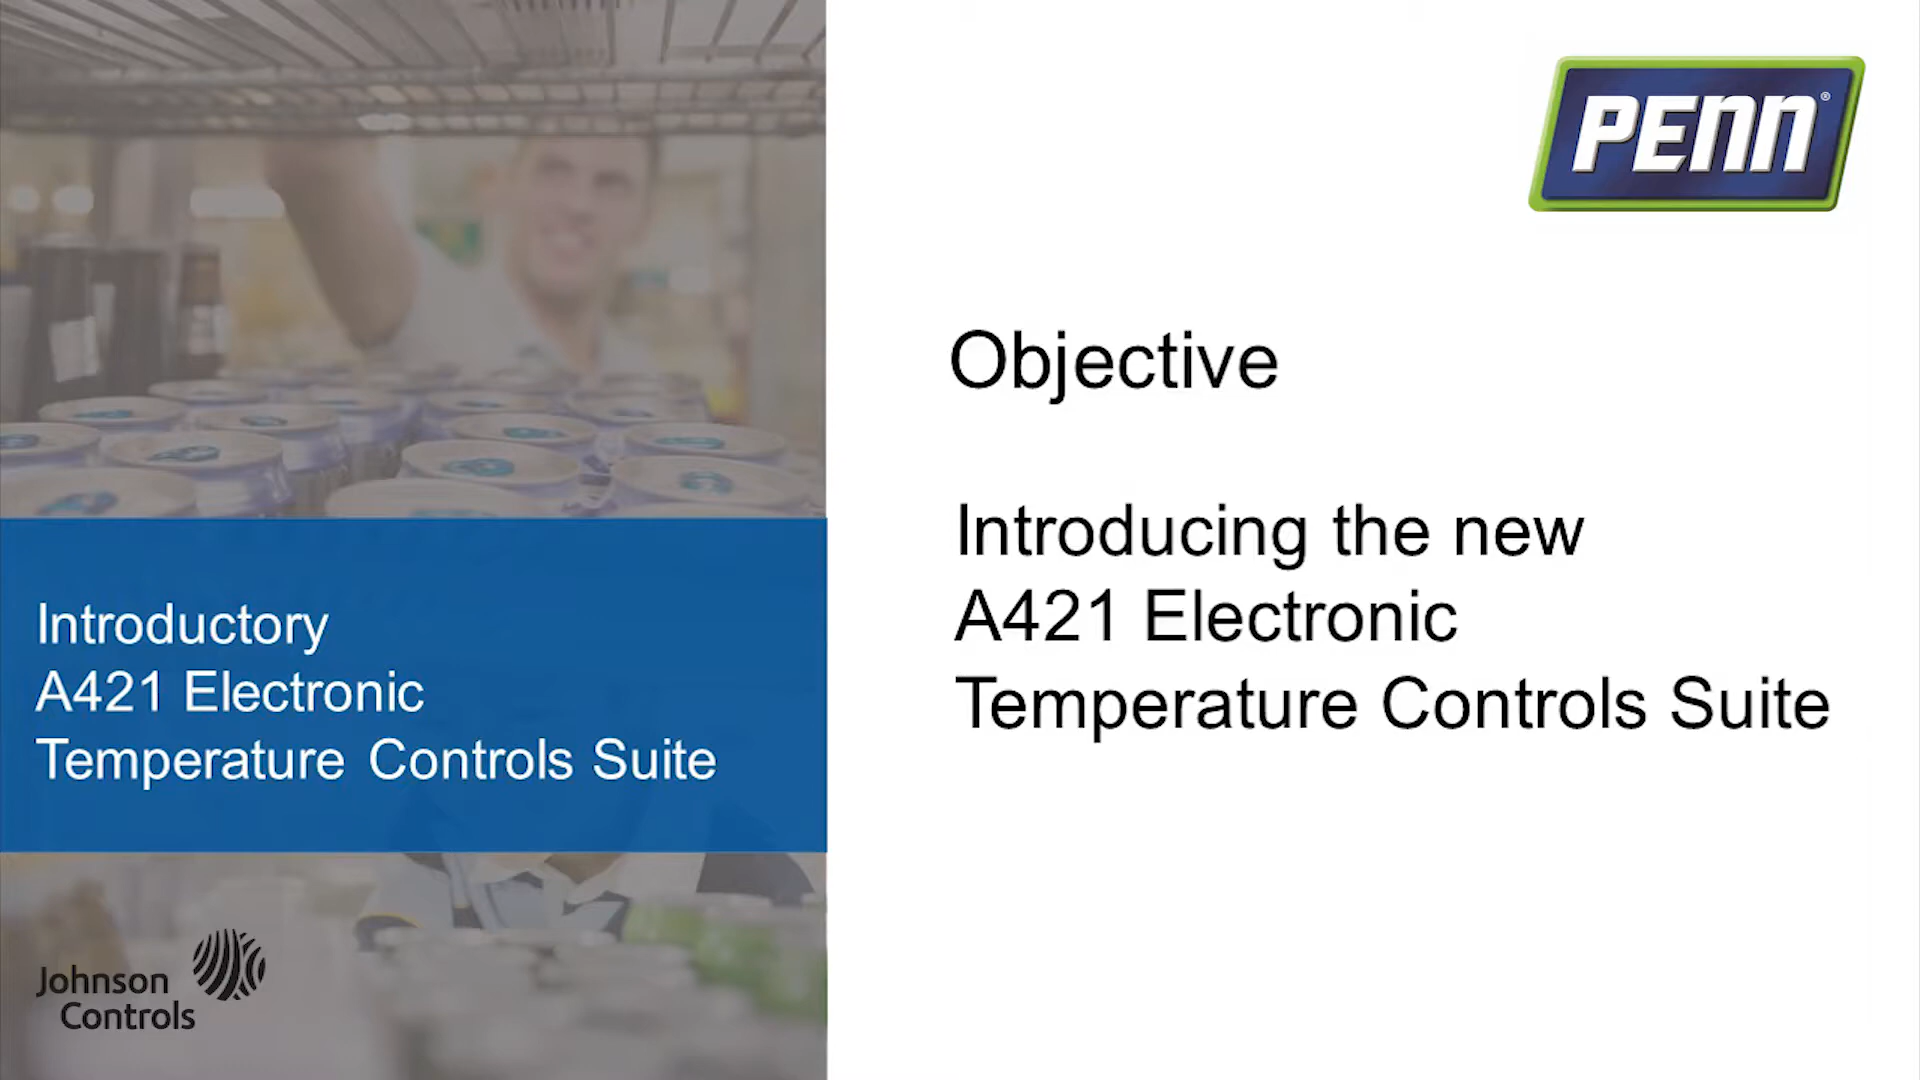 PENN®
Objective
Introducing the new
A421 Electronic
Temperature Controls Suite
Introductory
A421 Electronic
Temperature Controls Suite
Johnson
Controls